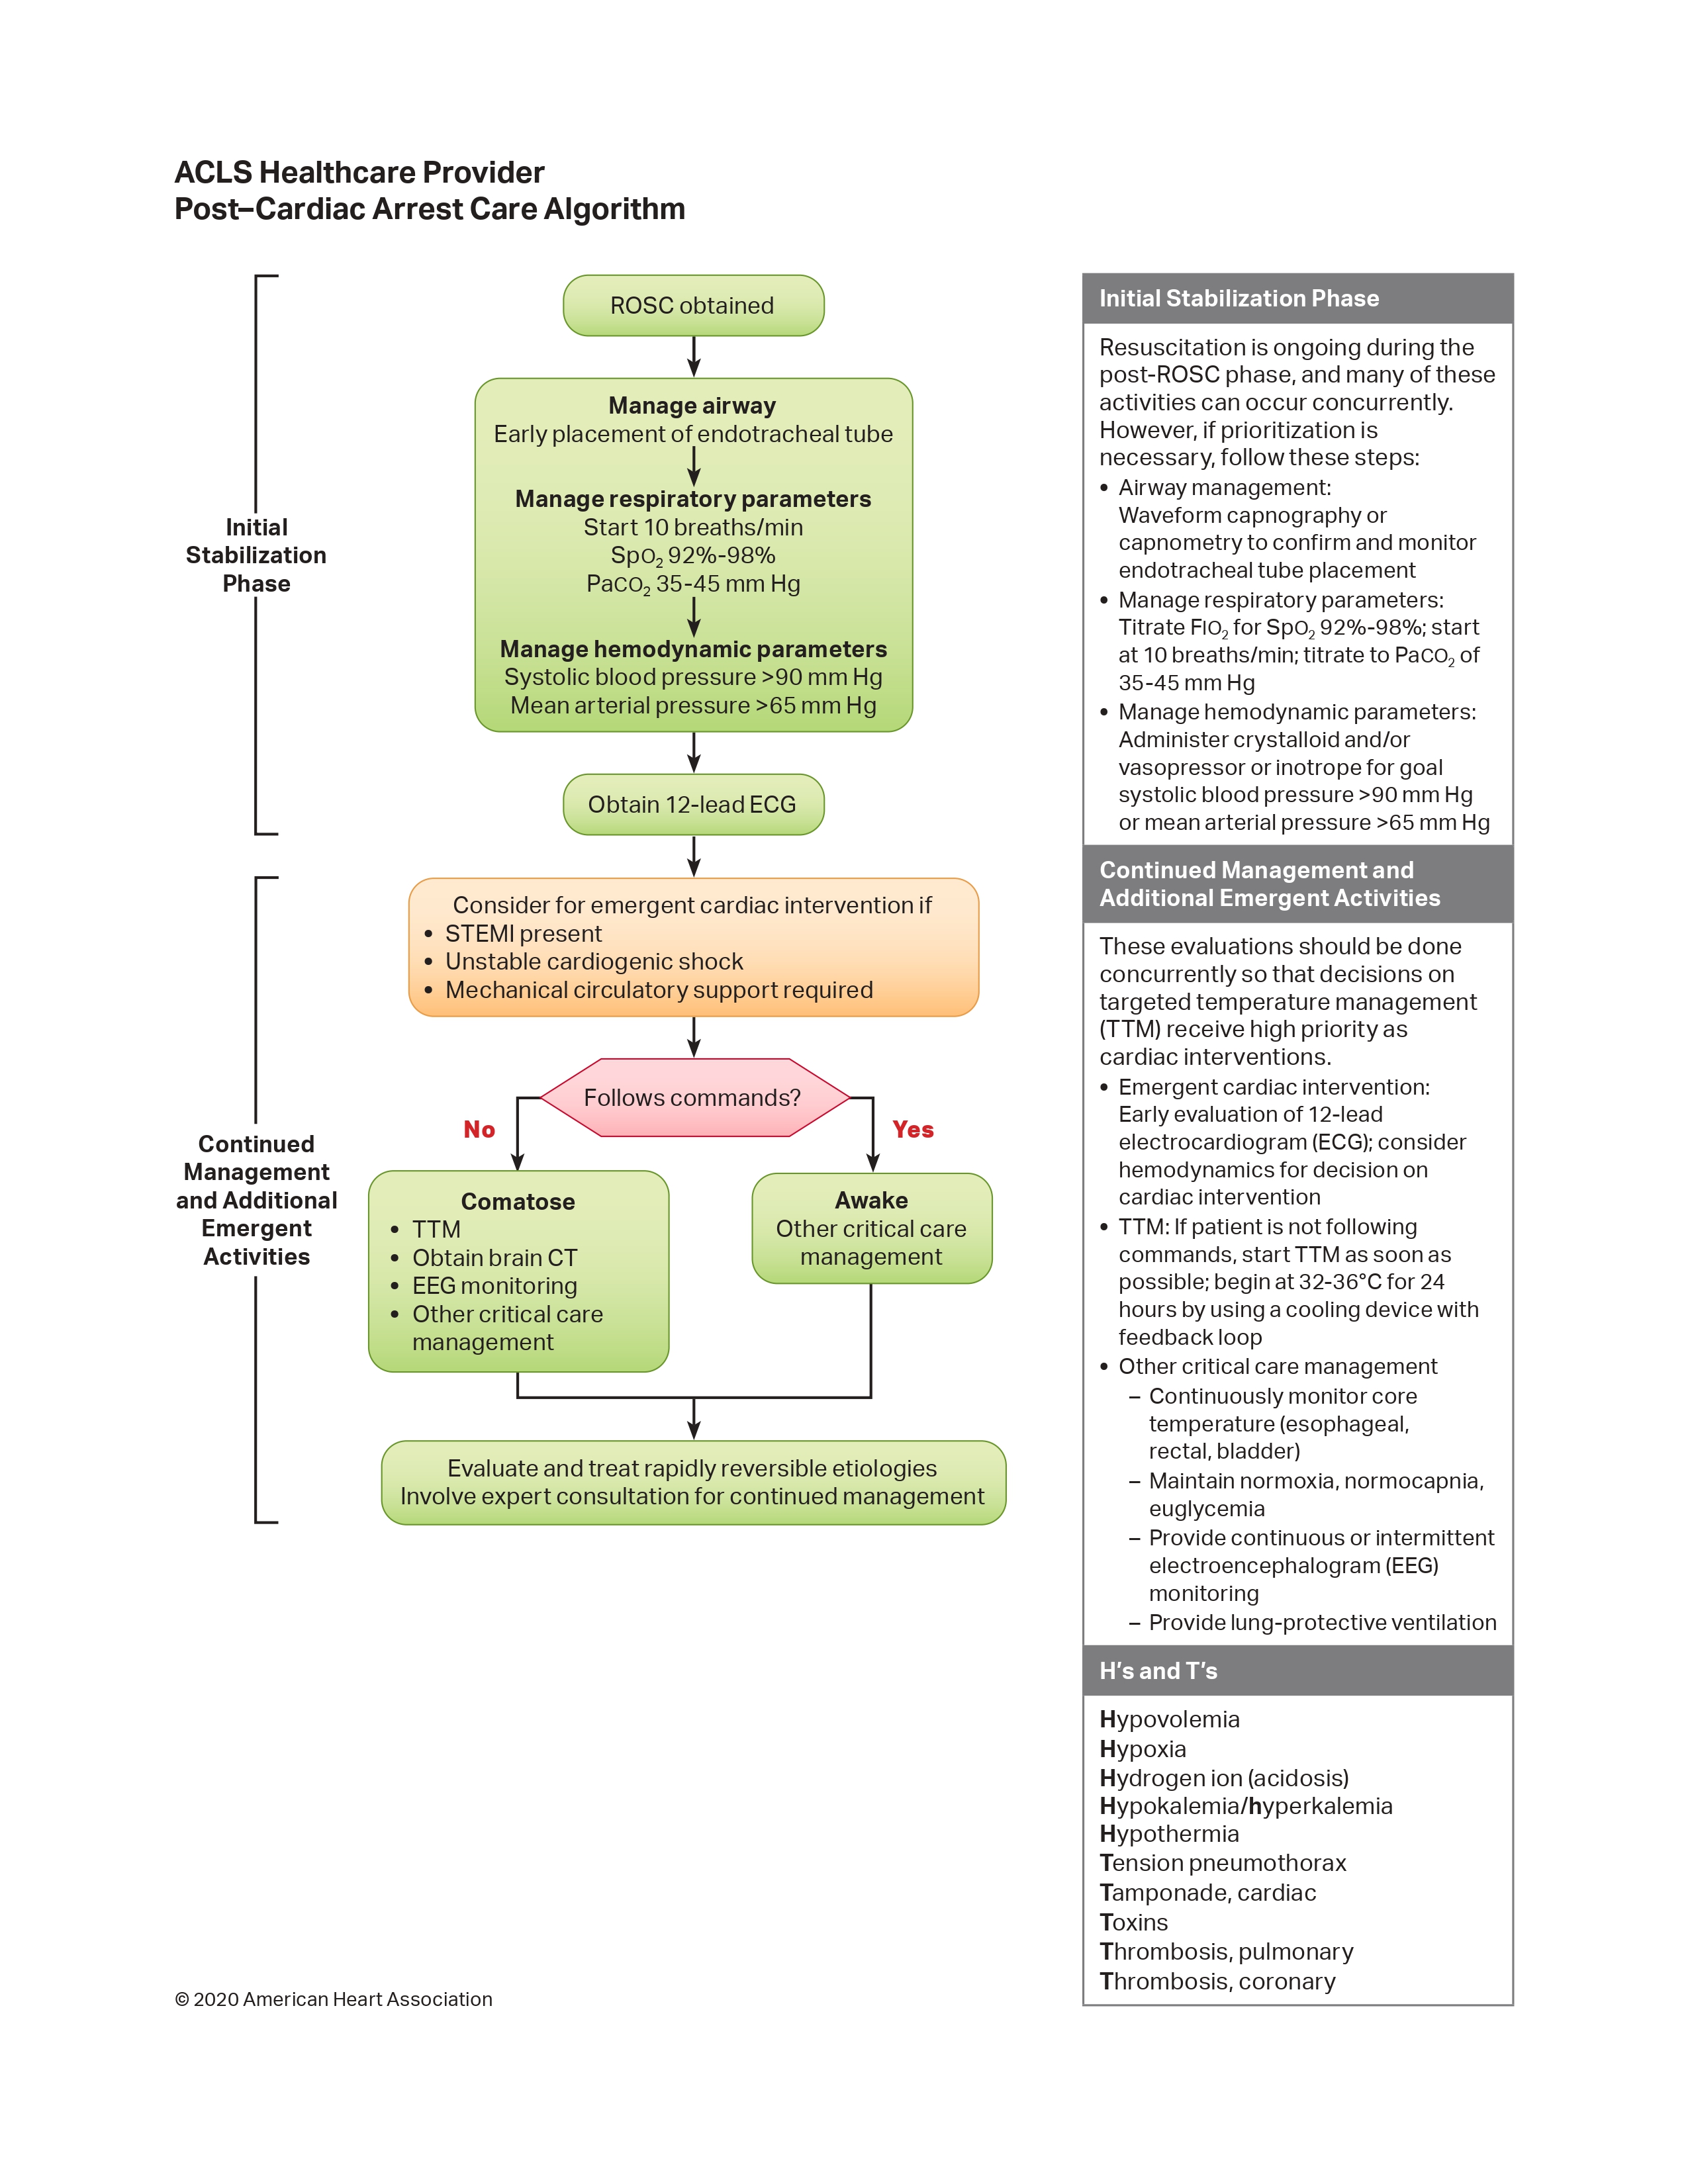 ACLS Healthcare Provider
Post–Cardiac Arrest Care Algorithm
Initial
Stabilization
Phase
ROSC obtained
Manage airway
Early placement of endotracheal tube
Manage respiratory parameters
Start 10 breaths/min
SpO₂ 92%-98%
PaCO₂ 35-45 mm Hg
Manage hemodynamic parameters
Systolic blood pressure >90 mm Hg
Mean arterial pressure >65 mm Hg
Obtain 12-lead ECG
Continued
Management
and Additional
Emergent
Activities
Consider for emergent cardiac intervention if
• STEMI present
• Unstable cardiogenic shock
• Mechanical circulatory support required
Follows commands?
No
Yes
Comatose
• TTM
• Obtain brain CT
• EEG monitoring
• Other critical care
management
Awake
Other critical care
management
Evaluate and treat rapidly reversible etiologies
Involve expert consultation for continued management
Initial Stabilization Phase
Resuscitation is ongoing during the
post-ROSC phase, and many of these
activities can occur concurrently.
However, if prioritization is
necessary, follow these steps:
• Airway management:
Waveform capnography or
capnometry to confirm and monitor
endotracheal tube placement
• Manage respiratory parameters:
Titrate FIO₂ for SpO₂ 92%-98%; start
at 10 breaths/min; titrate to PaCO₂ of
35-45 mm Hg
• Manage hemodynamic parameters:
Administer crystalloid and/or
vasopressor or inotrope for goal
systolic blood pressure >90 mm Hg
or mean arterial pressure >65 mm Hg
Continued Management and
Additional Emergent Activities
These evaluations should be done
concurrently so that decisions on
targeted temperature management
(TTM) receive high priority as
cardiac interventions.
• Emergent cardiac intervention:
Early evaluation of 12-lead
electrocardiogram (ECG); consider
hemodynamics for decision on
cardiac intervention
• TTM: If patient is not following
commands, start TTM as soon as
possible; begin at 32-36°C for 24
hours by using a cooling device with
feedback loop
• Other critical care management
– Continuously monitor core
temperature (esophageal,
rectal, bladder)
– Maintain normoxia, normocapnia,
euglycemia
– Provide continuous or intermittent
electroencephalogram (EEG)
monitoring
– Provide lung-protective ventilation
H’s and T’s
Hypovolemia
Hypoxia
Hydrogen ion (acidosis)
Hypokalemia/hyperkalemia
Hypothermia
Tension pneumothorax
Tamponade, cardiac
Toxins
Thrombosis, pulmonary
Thrombosis, coronary
© 2020 American Heart Association